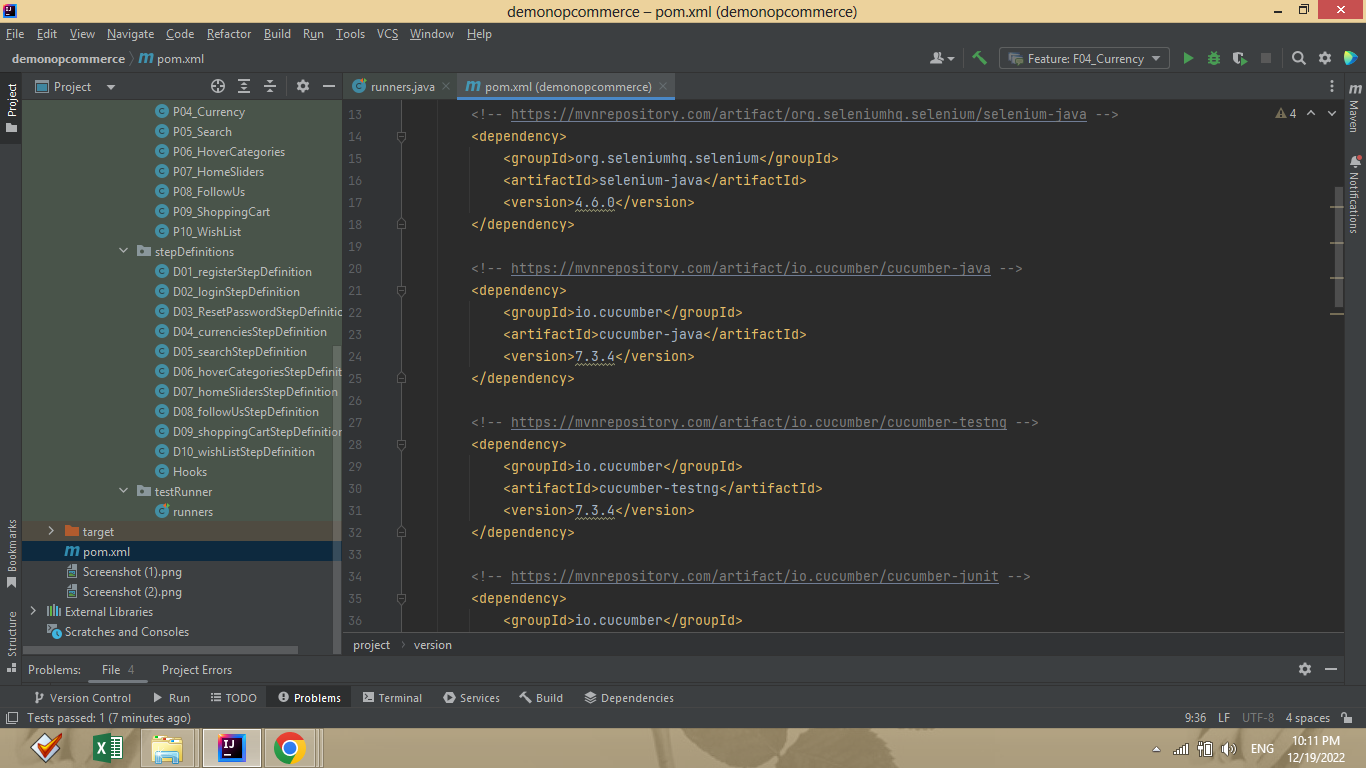 demonopcommerce – pom.xml (demonopcommerce)
File Edit View Navigate Code Refactor Build Run Tools VCS Window Help
demonopcommerce pom.xml
Feature: F04_Currency
Project
Project
runners.java
pom.xml (demonopcommerce)
P04_Currency
P05_Search
P06_HoverCategories
P07_HomeSliders
P08_FollowUs
P09_ShoppingCart
P10_WishList
stepDefinitions
D01_registerStepDefinition
D02_loginStepDefinition
D03_ResetPasswordStepDefinitic
D04_currenciesStepDefinition
D05_searchStepDefinition
D06_hoverCategoriesStepDefinit
D07_homeSlidersStepDefinition
D08_followUsStepDefinition
D09_shoppingCartStepDefinition
D10_wishListStepDefinition
Hooks
testRunner
runners
target
pom.xml
Screenshot (1).png
Screenshot (2).png
External Libraries
Scratches and Consoles
Bookmarks
Structure
13 <!-- https://mvnrepository.com/artifact/org.seleniumhq.selenium/selenium-java -->
14 <dependency>
15 <groupId>org.seleniumhq.selenium</groupId>
16 <artifactId>selenium-java</artifactId>
17 <version>4.6.0</version>
18 </dependency>
19
20 <!-- https://mvnrepository.com/artifact/io.cucumber/cucumber-java -->
21 <dependency>
22 <groupId>io.cucumber</groupId>
23 <artifactId>cucumber-java</artifactId>
24 <version>7.3.4</version>
25 </dependency>
26
27 <!-- https://mvnrepository.com/artifact/io.cucumber/cucumber-testng -->
28 <dependency>
29 <groupId>io.cucumber</groupId>
30 <artifactId>cucumber-testng</artifactId>
31 <version>7.3.4</version>
32 </dependency>
33
34 <!-- https://mvnrepository.com/artifact/io.cucumber/cucumber-junit -->
35 <dependency>
36 <groupId>io.cucumber</groupId>
4
Maven
Notifications
project version
Problems: File 4 Project Errors
Version Control Run TODO Problems Terminal Services Build Dependencies
Tests passed: 1 (7 minutes ago)
9:36 LF UTF-8 4 spaces
ENG
10:11 PM
12/19/2022